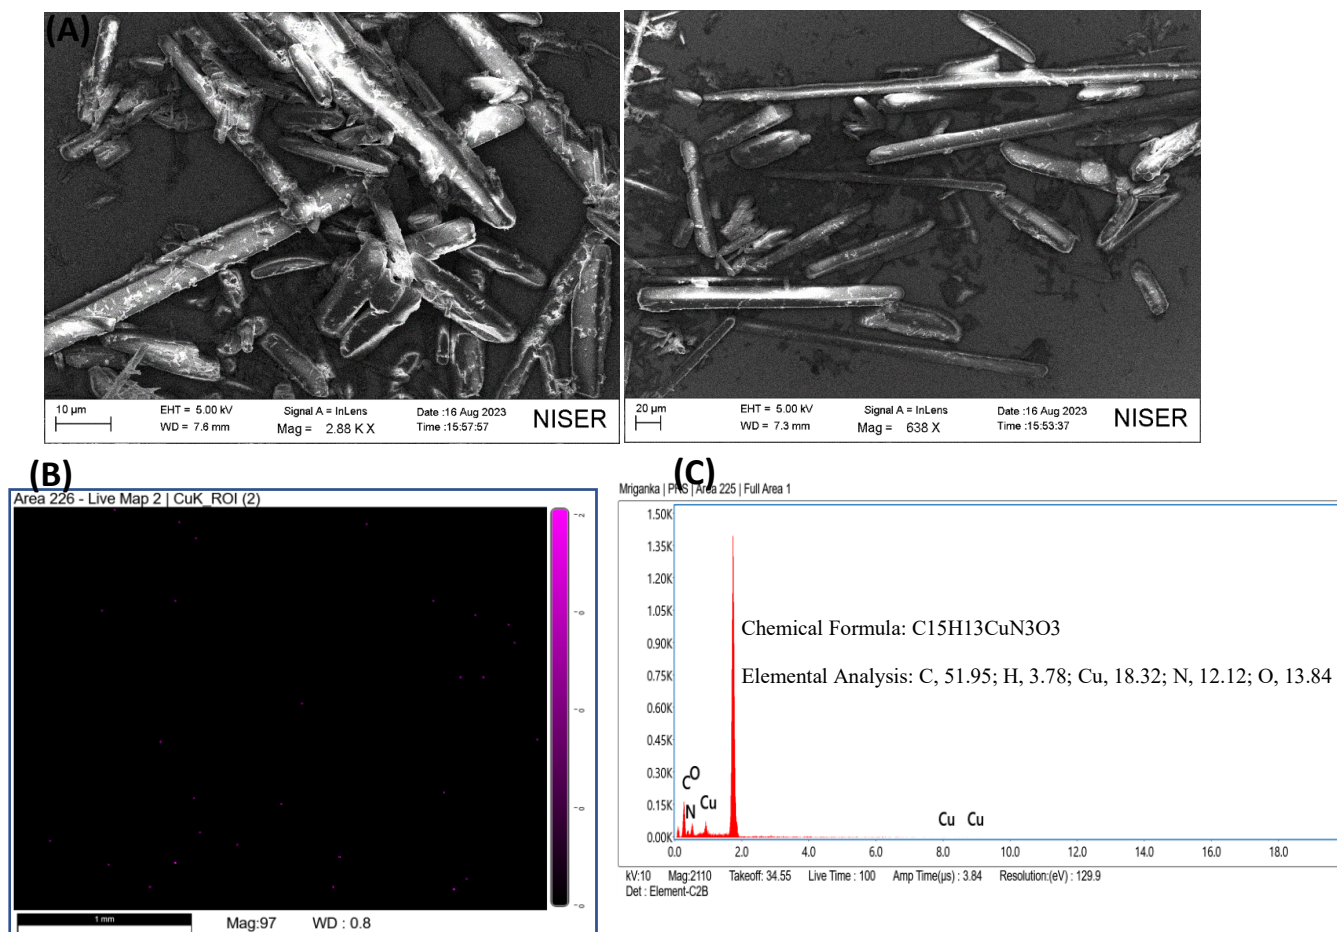 (A)
10 µm
EHT = 5.00 kV
WD = 7.6 mm
Signal A = InLens
Mag = 2.88 K X
Date :16 Aug 2023
Time :15:57:57
NISER
20 µm
EHT = 5.00 kV
WD = 7.3 mm
Signal A = InLens
Mag = 638 X
Date :16 Aug 2023
Time :15:53:37
NISER
(B)
Area 226 - Live Map 2 | CuK_ROI (2)
2
0
0
0
0
1 mm
Mag:97 WD : 0.8
(C)
Mriganka | PRS | Area 225 | Full Area 1
1.50K
1.35K
1.20K
1.05K
0.90K
0.75K
0.60K
0.45K
0.30K
0.15K
0.00K
Chemical Formula: C15H13CuN3O3
Elemental Analysis: C, 51.95; H, 3.78; Cu, 18.32; N, 12.12; O, 13.84
C
O
N
Cu
Cu
Cu
0.0 2.0 4.0 6.0 8.0 10.0 12.0 14.0 16.0 18.0
kV:10 Mag:2110 Takeoff: 34.55 Live Time : 100 Amp Time(µs) : 3.84 Resolution:(eV) : 129.9
Det : Element-C2B